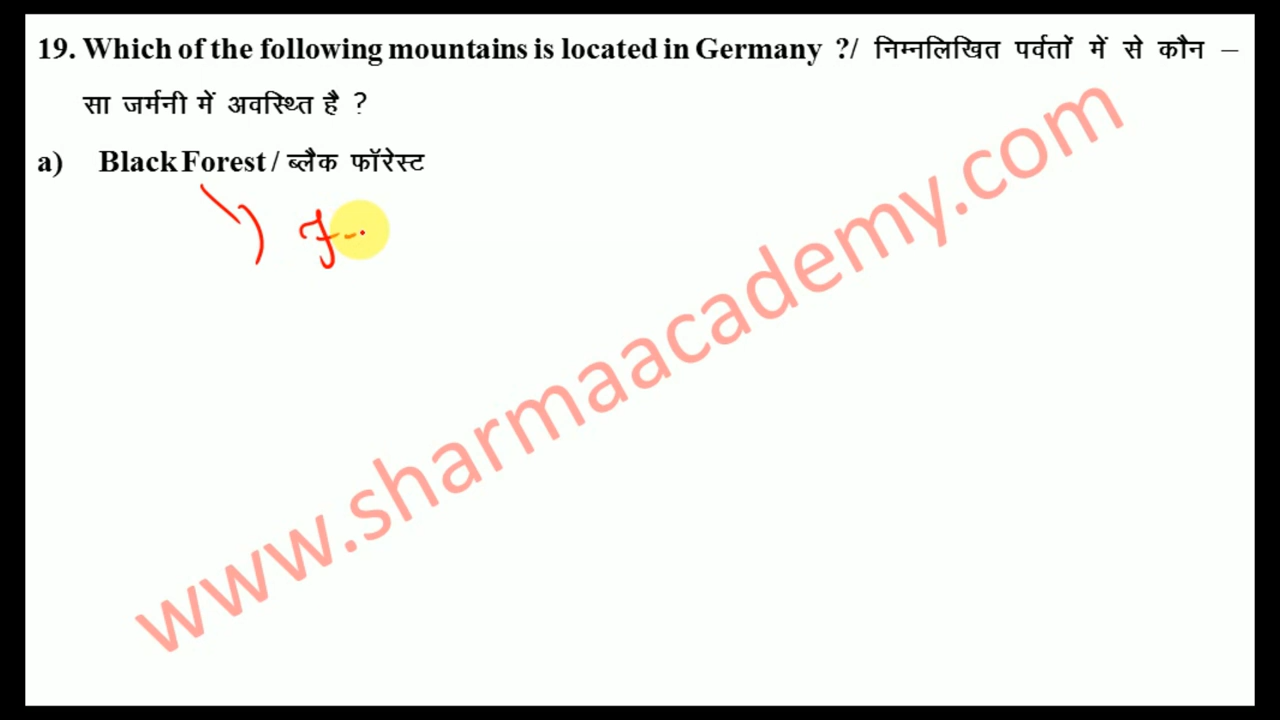 19. Which of the following mountains is located in Germany ?/ निम्नलिखित पर्वतों में से कौन –
सा जर्मनी में अवस्थित है ?
a) Black Forest / ब्लैक फॉरेस्ट
www.sharmaacademy.com